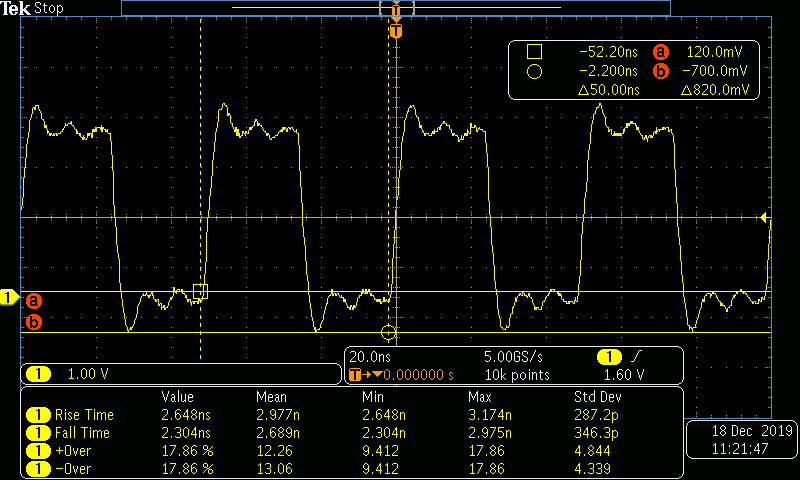 Tek Stop
T
T
−52.20ns a 120.0mV
−2.200ns b −700.0mV
△50.00ns △820.0mV
1
a
b
1 1.00 V
20.0ns 5.00GS/s 1
T→▼0.000000 s 10k points 1.60 V
Value Mean Min Max Std Dev
1 Rise Time 2.648ns 2.977n 2.648n 3.174n 287.2p
1 Fall Time 2.304ns 2.689n 2.304n 2.975n 346.3p
1 +Over 17.86 % 12.26 9.412 17.86 4.844
1 −Over 17.86 % 13.06 9.412 17.86 4.339
18 Dec 2019
11:21:47